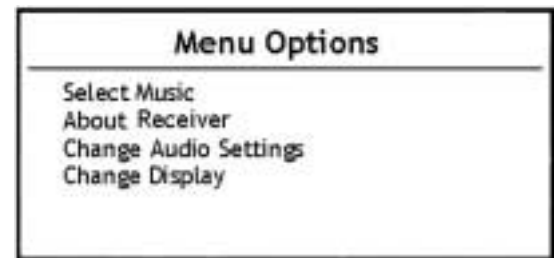 Menu Options
Select Music
About Receiver
Change Audio Settings
Change Display